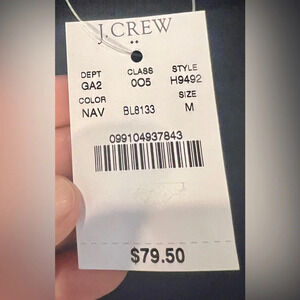 J.CREW
DEPT CLASS STYLE
GA2 005 H9492
COLOR SIZE
NAV BL8133 M
099104937843
$79.50